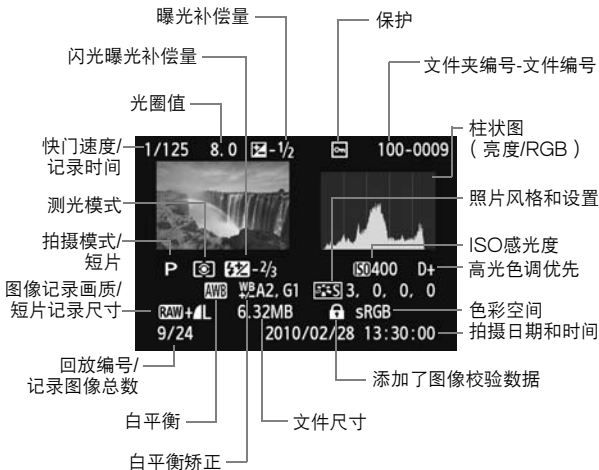 曝光补偿量
保护
闪光曝光补偿量
文件夹编号-文件编号
光圈值
快门速度/
记录时间
1/125 8.0 -1/2 100-0009
柱状图
(亮度/RGB)
测光模式
照片风格和设置
拍摄模式/
短片
P -2/3 ISO400 D+
ISO感光度
高光色调优先
图像记录画质/
短片记录尺寸
AWB WB A2, G1 S 3, 0, 0, 0
RAW+L 6.32MB sRGB
色彩空间
9/24 2010/02/28 13:30:00
拍摄日期和时间
回放编号/
记录图像总数
添加了图像校验数据
白平衡
文件尺寸
白平衡矫正